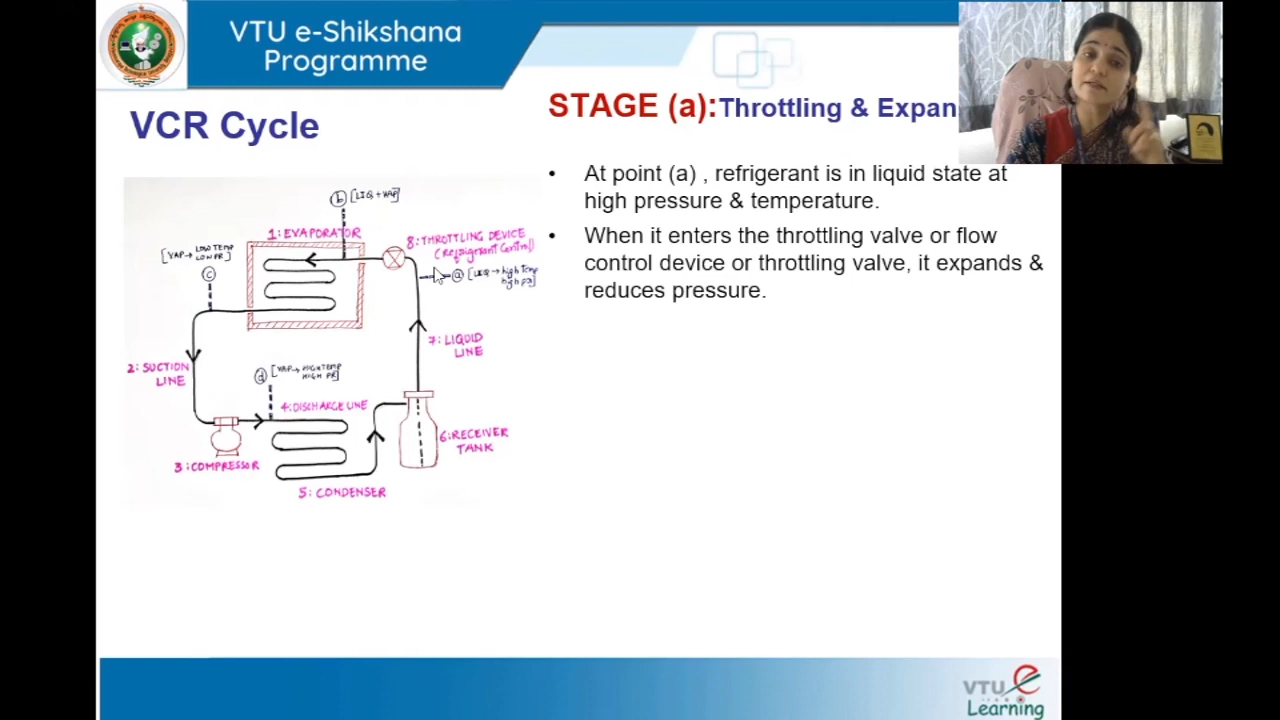 VTU e-Shikshana
Programme
VCR Cycle
STAGE (a):Throttling & Expan
• At point (a) , refrigerant is in liquid state at
high pressure & temperature.
• When it enters the throttling valve or flow
control device or throttling valve, it expands &
reduces pressure.
b [LIQ + VAP]
1: EVAPORATOR
8: THROTTLING DEVICE
(Refrigerant Control)
[VAP→ LOW TEMP
LOW PR]
c
a [LIQ → high Temp
high pr]
7: LIQUID
LINE
2: SUCTION
LINE
d [VAP→ HIGH TEMP
HIGH PR]
4: DISCHARGE LINE
6: RECEIVER
TANK
3: COMPRESSOR
5: CONDENSER
VTU e
Learning